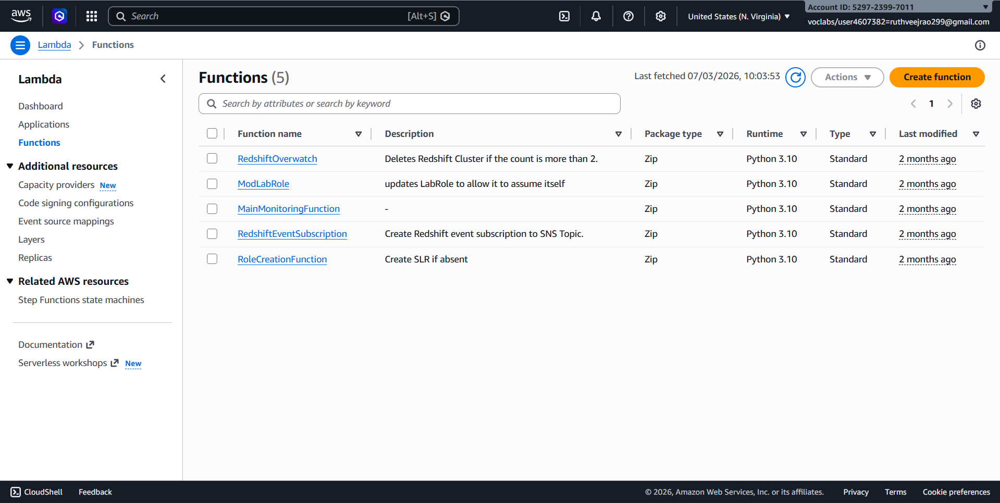 aws
Search [Alt+S]
United States (N. Virginia)
Account ID: 5297-2399-7011
voclabs/user4607382=ruthveejrao299@gmail.com
Lambda Functions
Lambda
Dashboard
Applications
Functions
Additional resources
Capacity providers New
Code signing configurations
Event source mappings
Layers
Replicas
Related AWS resources
Step Functions state machines
Documentation
Serverless workshops New
Functions (5)
Last fetched 07/03/2026, 10:03:53
Actions
Create function
Search by attributes or search by keyword
1
Function name Description Package type Runtime Type Last modified
RedshiftOverwatch Deletes Redshift Cluster if the count is more than 2. Zip Python 3.10 Standard 2 months ago
ModLabRole updates LabRole to allow it to assume itself Zip Python 3.10 Standard 2 months ago
MainMonitoringFunction - Zip Python 3.10 Standard 2 months ago
RedshiftEventSubscription Create Redshift event subscription to SNS Topic. Zip Python 3.10 Standard 2 months ago
RoleCreationFunction Create SLR if absent Zip Python 3.10 Standard 2 months ago
CloudShell Feedback © 2026, Amazon Web Services, Inc. or its affiliates. Privacy Terms Cookie preferences